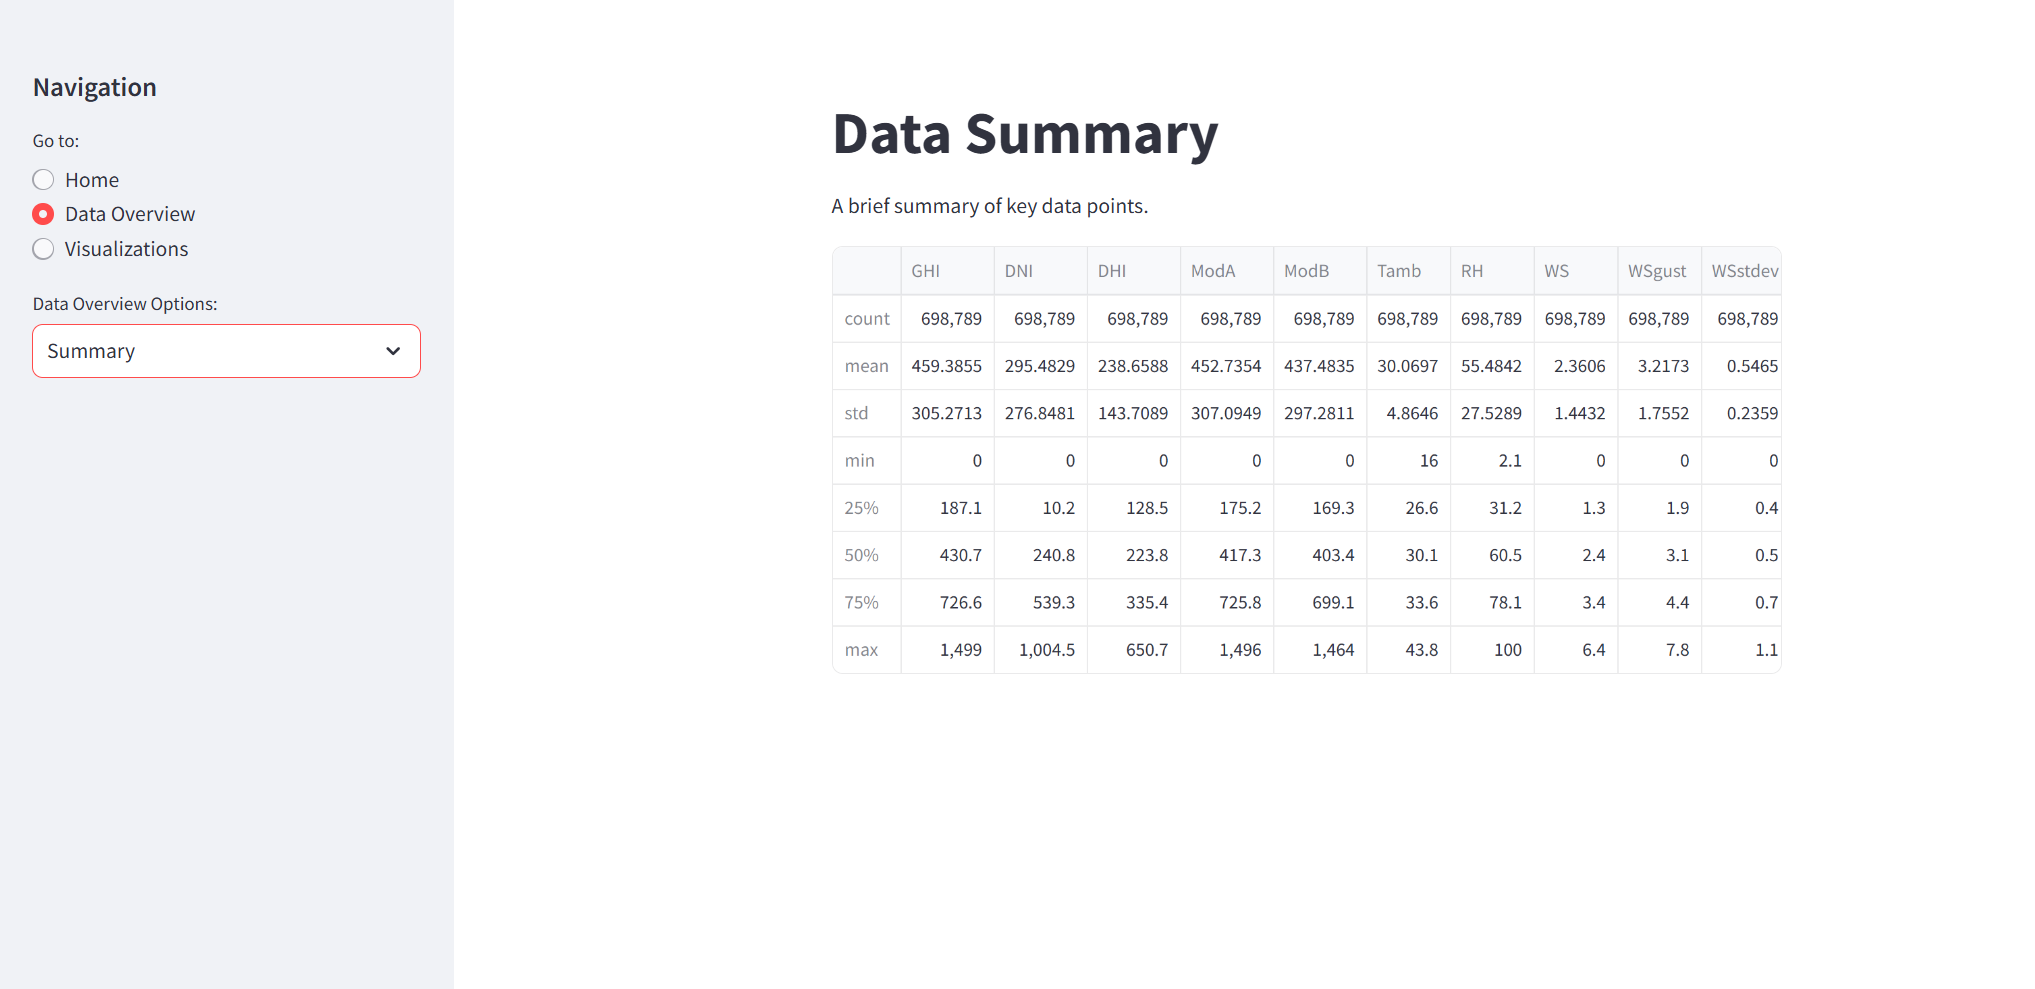 Navigation
Go to:
Home
Data Overview
Visualizations
Data Overview Options:
Summary
Data Summary
A brief summary of key data points.
GHI DNI DHI ModA ModB Tamb RH WS WSgust WSstdev
count 698,789 698,789 698,789 698,789 698,789 698,789 698,789 698,789 698,789 698,789
mean 459.3855 295.4829 238.6588 452.7354 437.4835 30.0697 55.4842 2.3606 3.2173 0.5465
std 305.2713 276.8481 143.7089 307.0949 297.2811 4.8646 27.5289 1.4432 1.7552 0.2359
min 0 0 0 0 0 16 2.1 0 0 0
25% 187.1 10.2 128.5 175.2 169.3 26.6 31.2 1.3 1.9 0.4
50% 430.7 240.8 223.8 417.3 403.4 30.1 60.5 2.4 3.1 0.5
75% 726.6 539.3 335.4 725.8 699.1 33.6 78.1 3.4 4.4 0.7
max 1,499 1,004.5 650.7 1,496 1,464 43.8 100 6.4 7.8 1.1